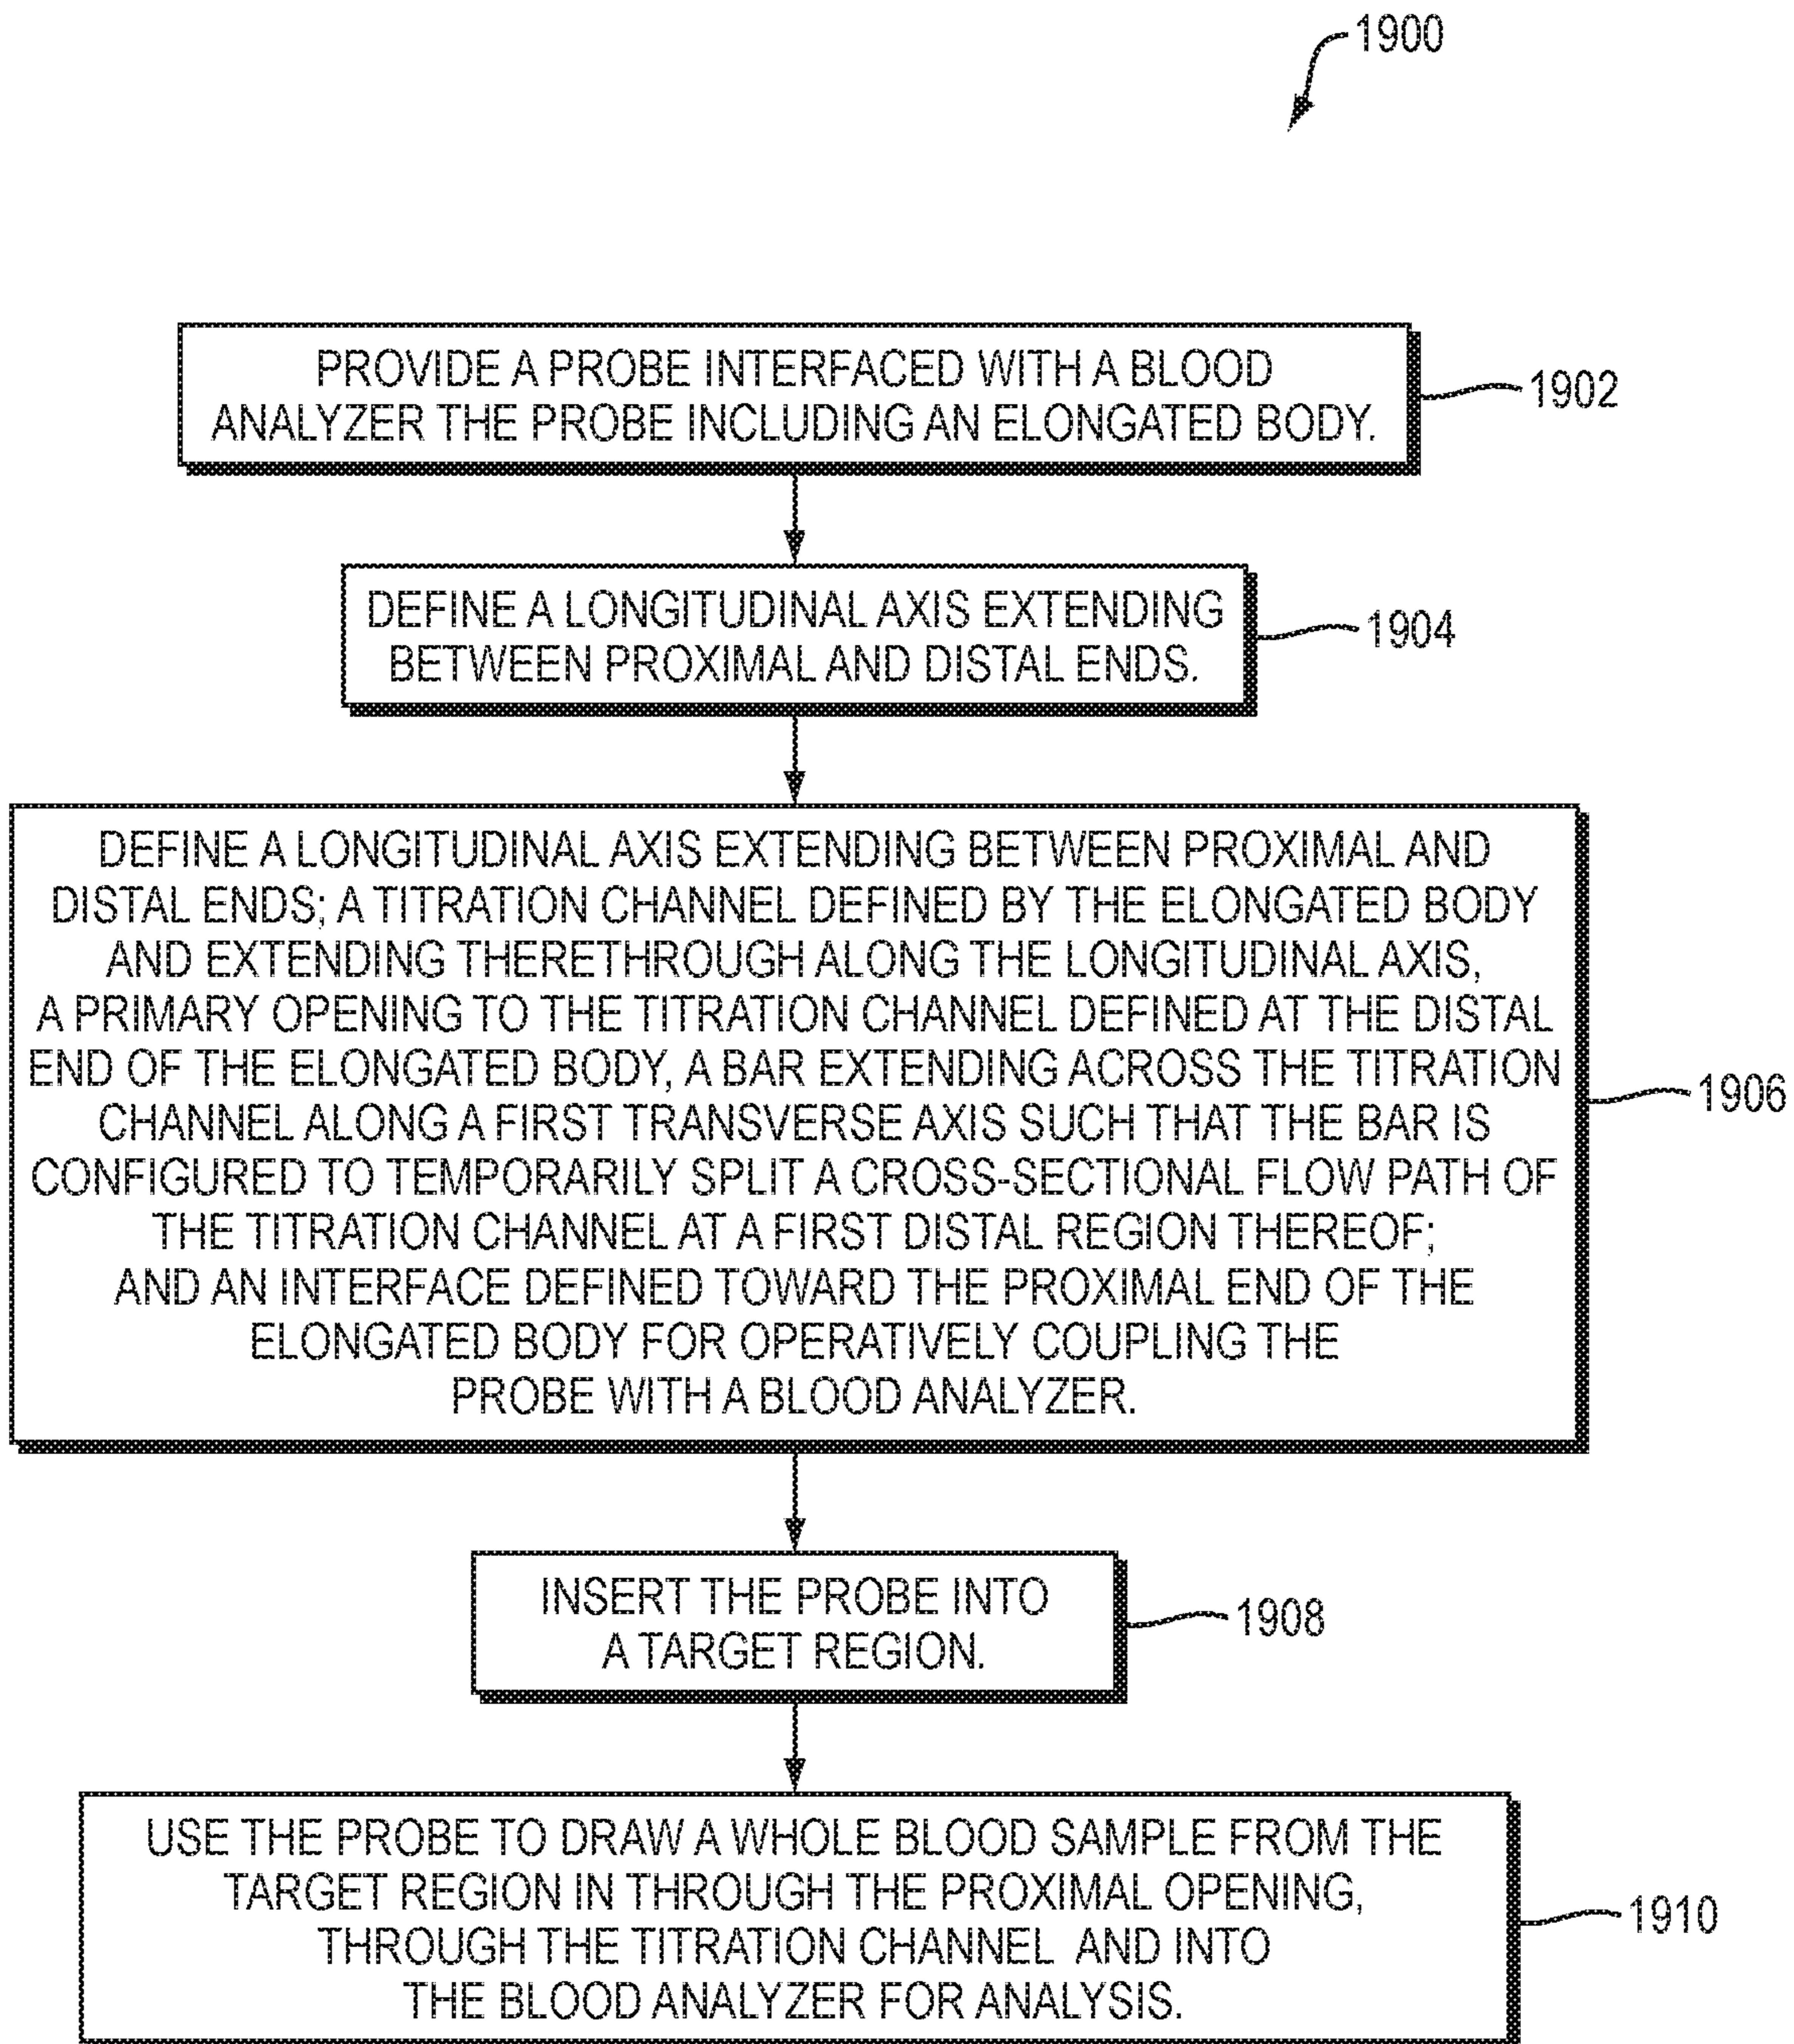 1900
PROVIDE A PROBE INTERFACED WITH A BLOOD
ANALYZER THE PROBE INCLUDING AN ELONGATED BODY.
1902
DEFINE A LONGITUDINAL AXIS EXTENDING
BETWEEN PROXIMAL AND DISTAL ENDS.
1904
DEFINE A LONGITUDINAL AXIS EXTENDING BETWEEN PROXIMAL AND
DISTAL ENDS; A TITRATION CHANNEL DEFINED BY THE ELONGATED BODY
AND EXTENDING THERETHROUGH ALONG THE LONGITUDINAL AXIS,
A PRIMARY OPENING TO THE TITRATION CHANNEL DEFINED AT THE DISTAL
END OF THE ELONGATED BODY, A BAR EXTENDING ACROSS THE TITRATION
CHANNEL ALONG A FIRST TRANSVERSE AXIS SUCH THAT THE BAR IS
CONFIGURED TO TEMPORARILY SPLIT A CROSS-SECTIONAL FLOW PATH OF
THE TITRATION CHANNEL AT A FIRST DISTAL REGION THEREOF;
AND AN INTERFACE DEFINED TOWARD THE PROXIMAL END OF THE
ELONGATED BODY FOR OPERATIVELY COUPLING THE
PROBE WITH A BLOOD ANALYZER.
1906
INSERT THE PROBE INTO
A TARGET REGION.
1908
USE THE PROBE TO DRAW A WHOLE BLOOD SAMPLE FROM THE
TARGET REGION IN THROUGH THE PROXIMAL OPENING,
THROUGH THE TITRATION CHANNEL AND INTO
THE BLOOD ANALYZER FOR ANALYSIS.
1910